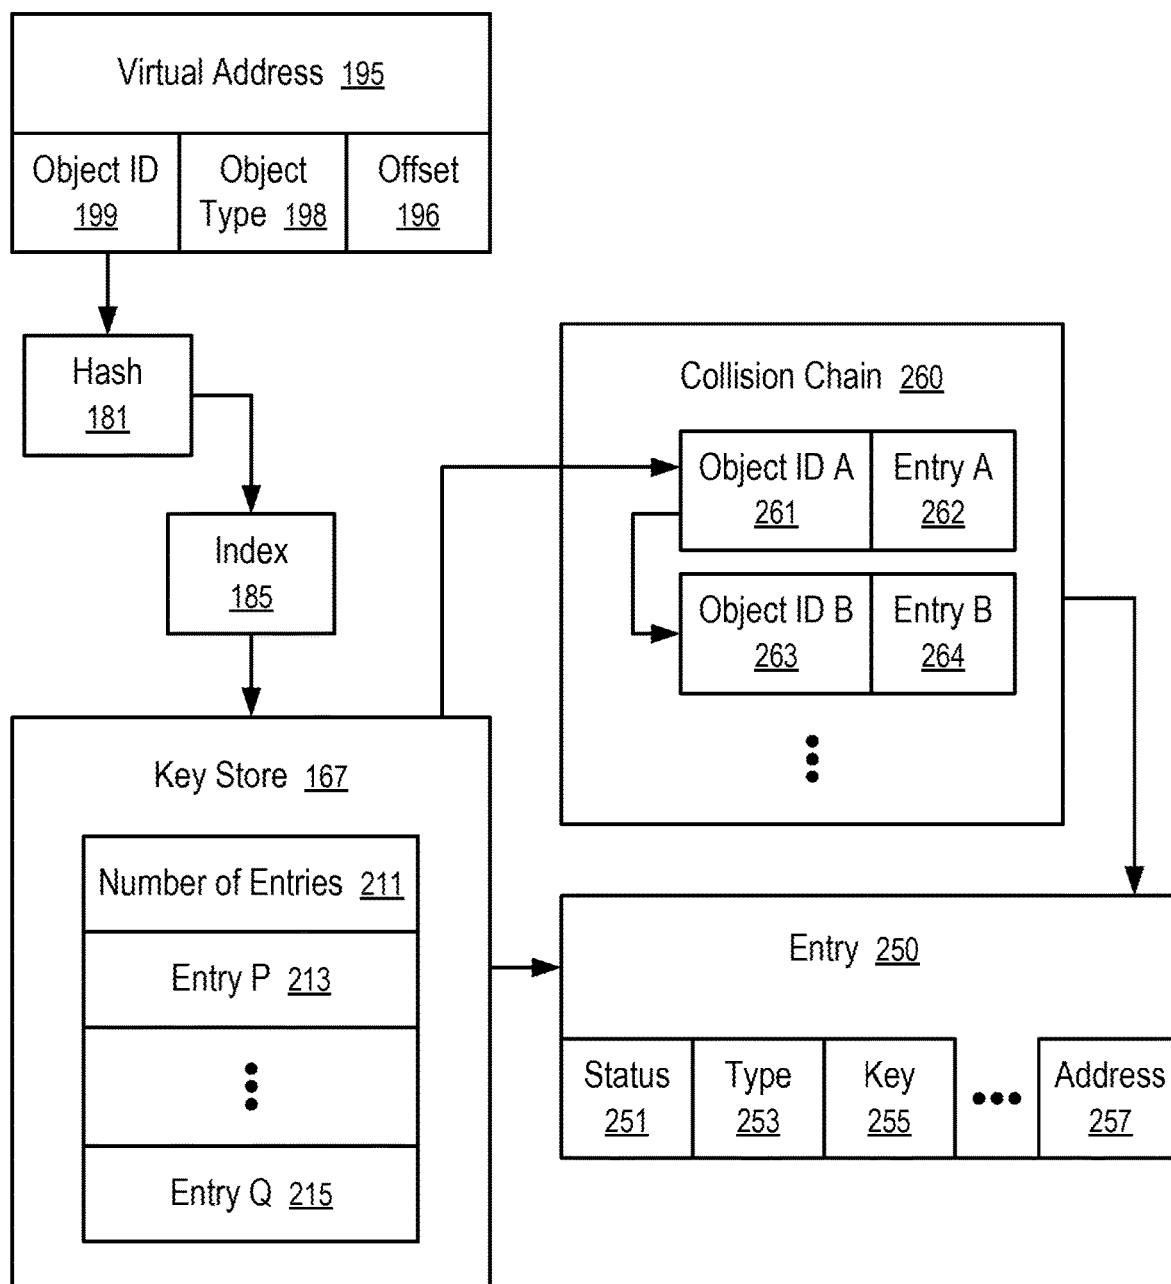 Virtual Address 195
Object ID
199
Object
Type 198
Offset
196
Hash
181
Index
185
Key Store 167
Number of Entries 211
Entry P 213
Entry Q 215
Collision Chain 260
Object ID A
261
Entry A
262
Object ID B
263
Entry B
264
Entry 250
Status
251
Type
253
Key
255
Address
257